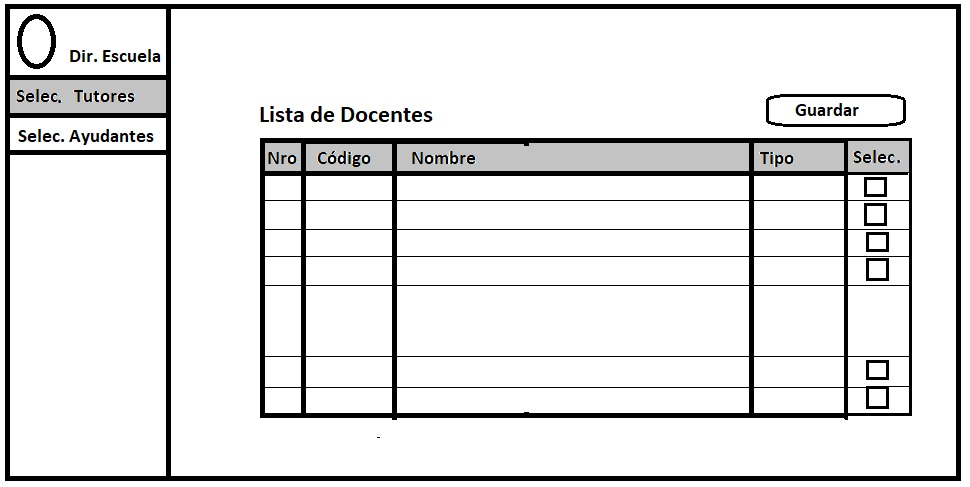 Dir. Escuela
Selec. Tutores
Selec. Ayudantes
Lista de Docentes
Guardar
Nro Código Nombre Tipo Selec.